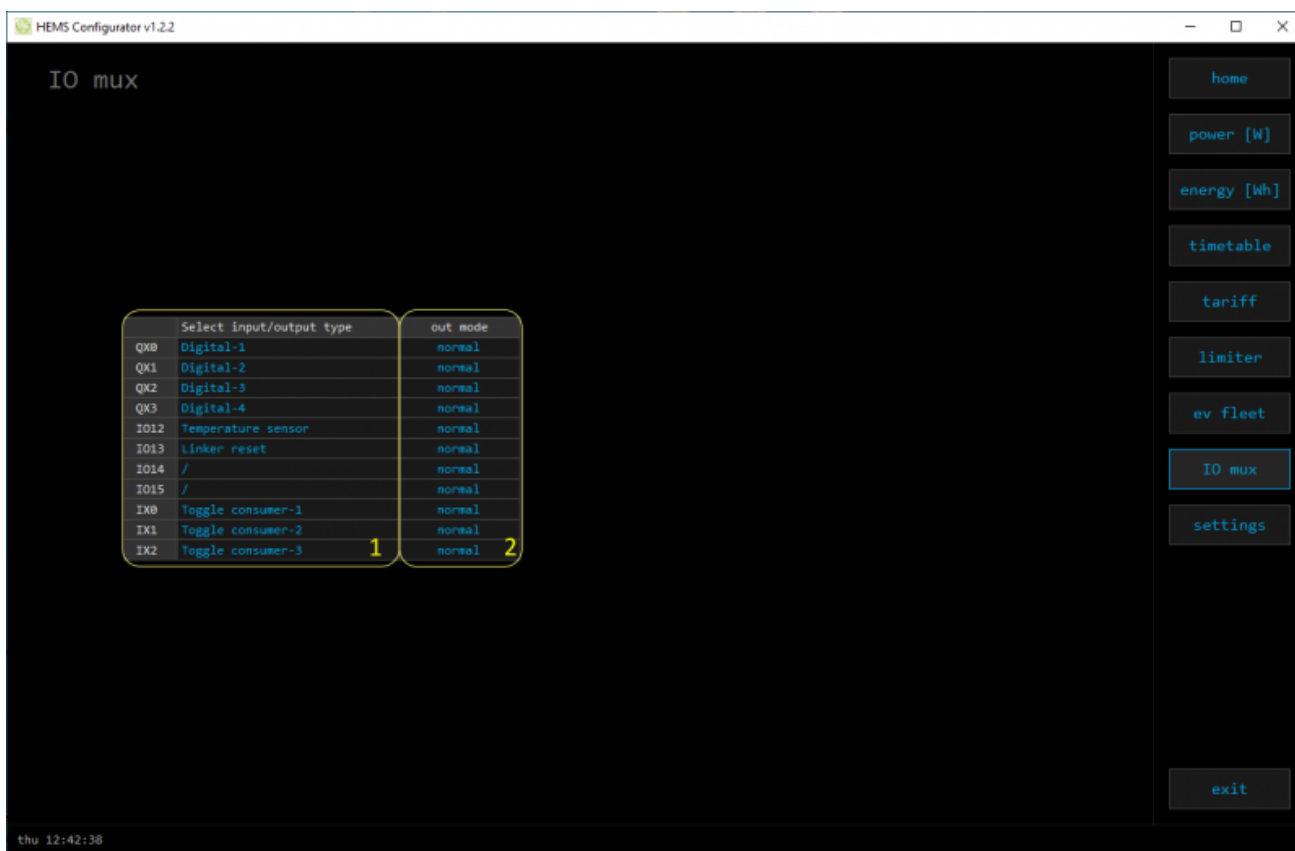 HEMS Configurator v1.2.2
IO mux
Select input/output type out mode
QX0 Digital-1 normal
QX1 Digital-2 normal
QX2 Digital-3 normal
QX3 Digital-4 normal
IO12 Temperature sensor normal
IO13 Linker reset normal
IO14 / normal
IO15 / normal
IX0 Toggle consumer-1 normal
IX1 Toggle consumer-2 normal
IX2 Toggle consumer-3 1 normal 2
home
power [W]
energy [Wh]
timetable
tariff
limiter
ev fleet
IO mux
settings
exit
thu 12:42:38